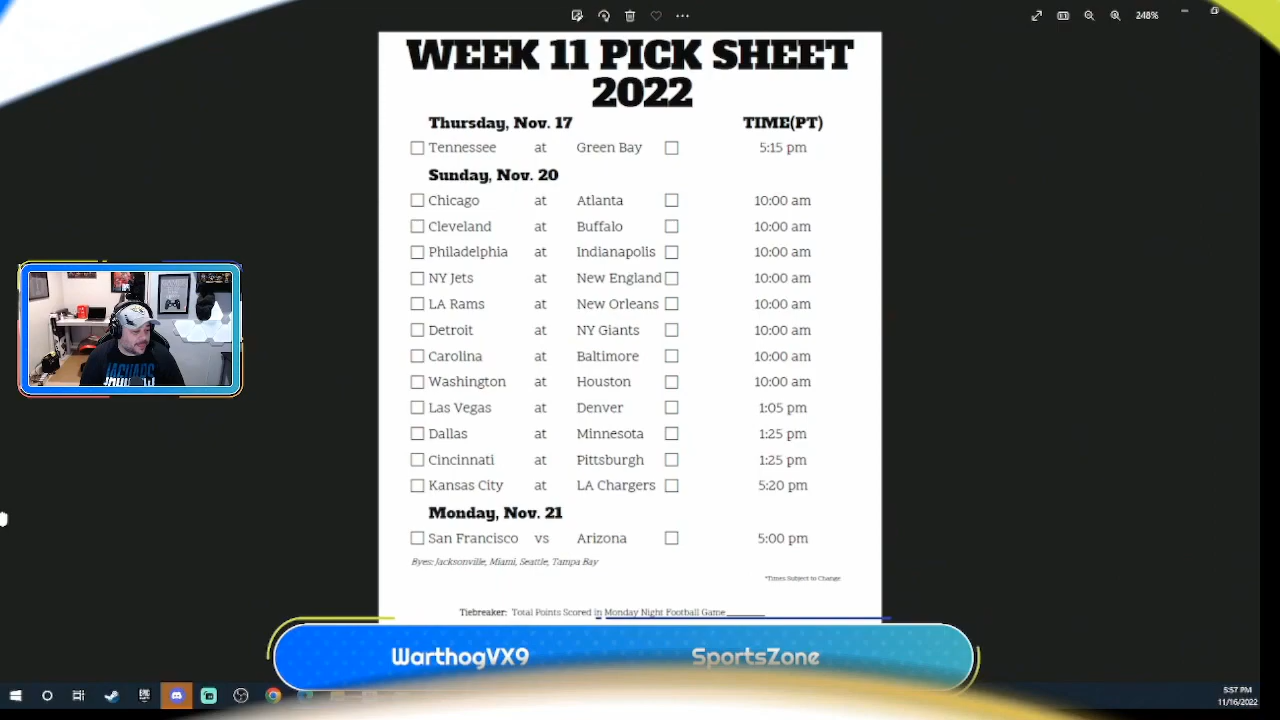 248%
WEEK 11 PICK SHEET
2022
Thursday, Nov. 17 TIME(PT)
Tennessee at Green Bay 5:15 pm
Sunday, Nov. 20
Chicago at Atlanta 10:00 am
Cleveland at Buffalo 10:00 am
Philadelphia at Indianapolis 10:00 am
NY Jets at New England 10:00 am
LA Rams at New Orleans 10:00 am
Detroit at NY Giants 10:00 am
Carolina at Baltimore 10:00 am
Washington at Houston 10:00 am
Las Vegas at Denver 1:05 pm
Dallas at Minnesota 1:25 pm
Cincinnati at Pittsburgh 1:25 pm
Kansas City at LA Chargers 5:20 pm
Monday, Nov. 21
San Francisco vs Arizona 5:00 pm
Byes: Jacksonville, Miami, Seattle, Tampa Bay
*Times Subject to Change
Tiebreaker: Total Points Scored in Monday Night Football Game______
JAGUARS
WarthogVX9 SportsZone
5:57 PM
11/16/2022